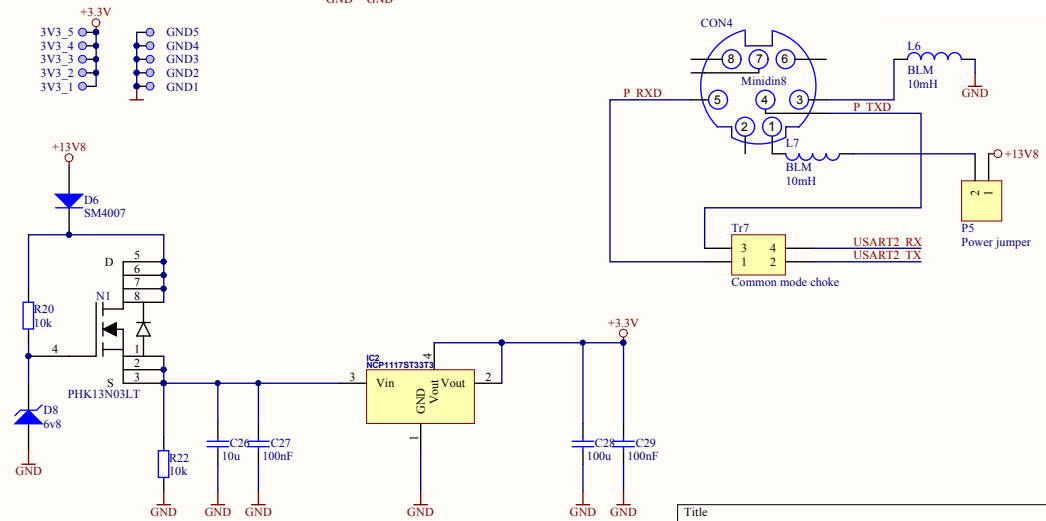 GND GND
+3.3V
3V3_5
3V3_4
3V3_3
3V3_2
3V3_1
GND5
GND4
GND3
GND2
GND1
CON4
8 7 6
Minidin8
5 4 3
2 1
P_RXD
P_TXD
L6
BLM
10mH
GND
L7
BLM
10mH
+13V8
2 1
P5
Power jumper
Tr7
3 4
1 2
Common mode choke
USART2_RX
USART2_TX
+13V8
D6
SM4007
D
5
6
7
8
N1
R20
10k
4
1
2
S 3
PHK13N03LT
D8
6v8
GND
R22
10k
GND
C26
10u
GND
C27
100nF
GND
IC2
NCP1117ST33T3
3 Vin
GND
Vout
4
Vout 2
1
GND
+3.3V
C28
100u
GND
C29
100nF
GND
Title